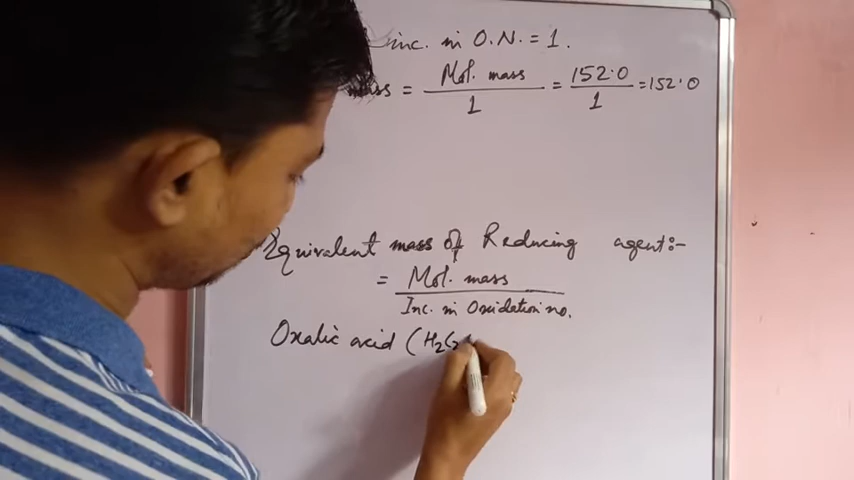 inc. in O.N. = 1.
mass = Mol. mass / 1 = 152.0 / 1 = 152.0
Equivalent mass of Reducing agent :-
= Mol. mass / Inc. in Oxidation no.
Oxalic acid (H₂C₂